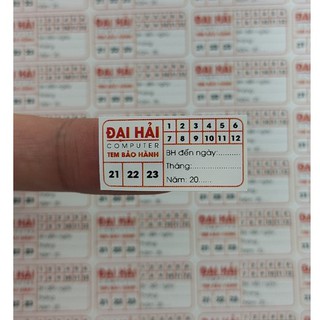 ĐẠI HẢI
COMPUTER
TEM BẢO HÀNH
21 22 23
1 2 3 4 5 6
7 8 9 10 11 12
BH đến ngày:..........
Tháng:................
Năm: 20......